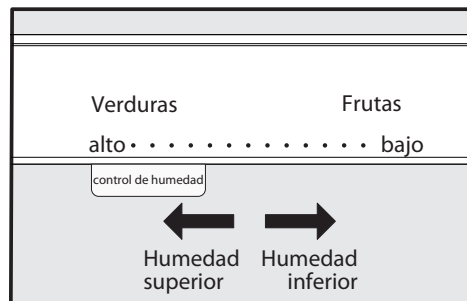 Verduras Frutas
alto bajo
control de humedad
Humedad Humedad
superior inferior